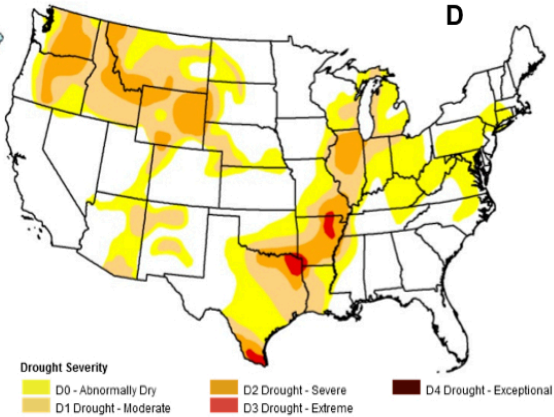 D
Drought Severity
D0 - Abnormally Dry
D2 Drought - Severe
D4 Drought - Exceptional
D1 Drought - Moderate
D3 Drought - Extreme